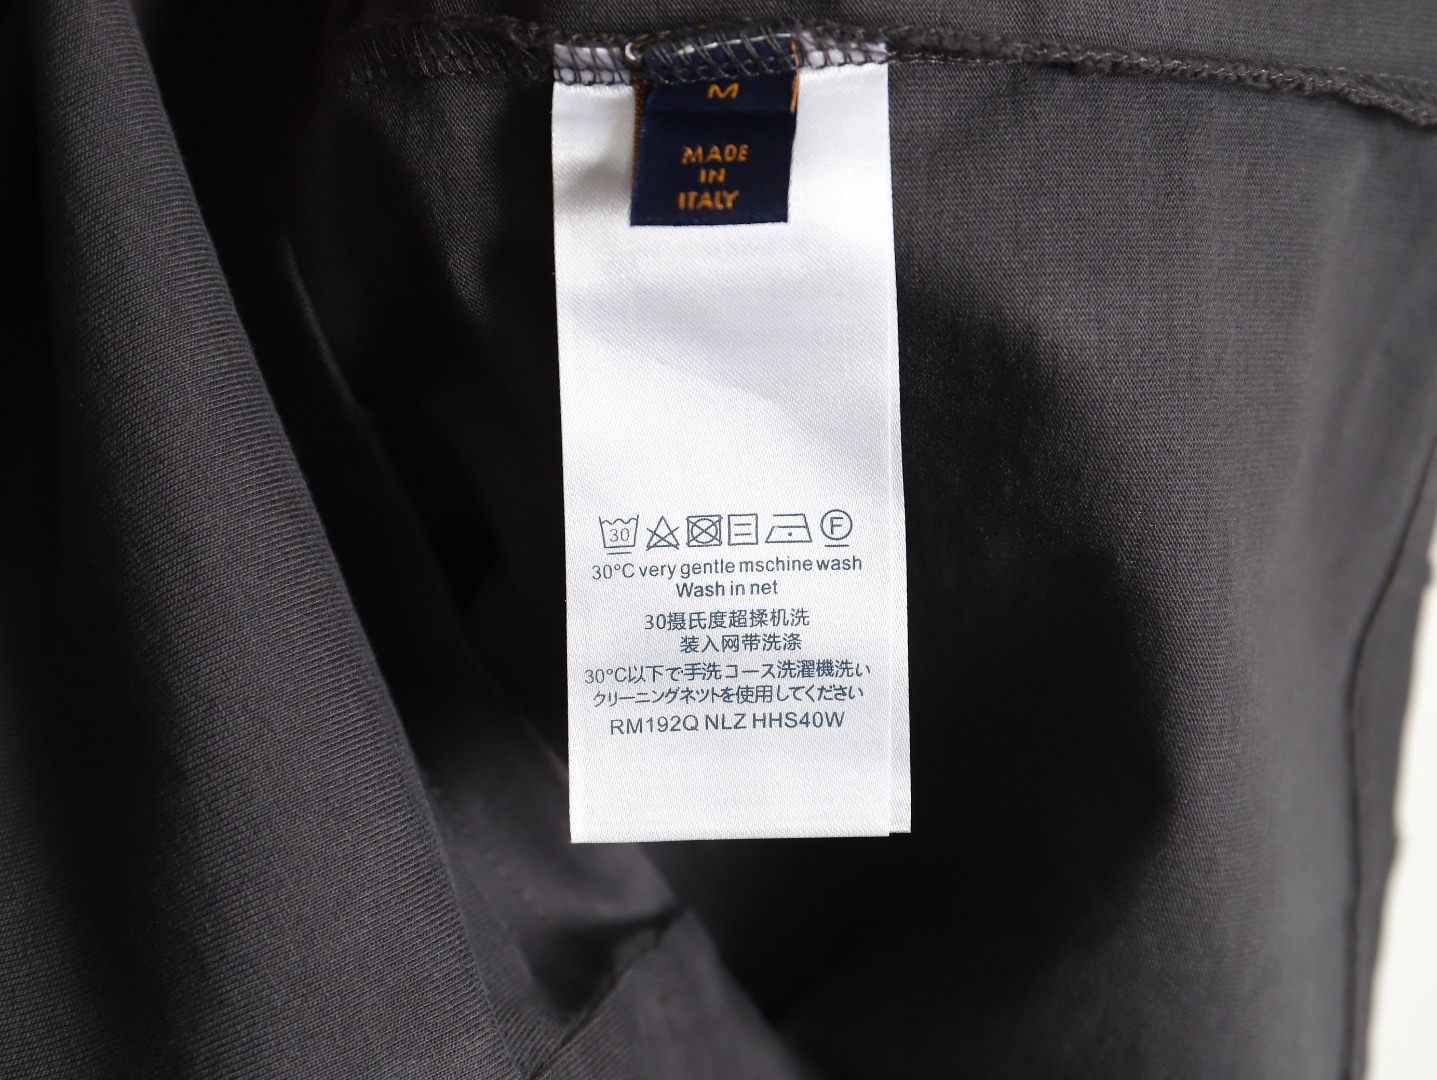 M
MADE
IN
ITALY
30 F
30°C very gentle mschine wash
Wash in net
30摄氏度超揉机洗
装入网带洗涤
30°C以下で手洗コース洗濯機洗い
クリーニングネットを使用してください
RM192Q NLZ HHS40W